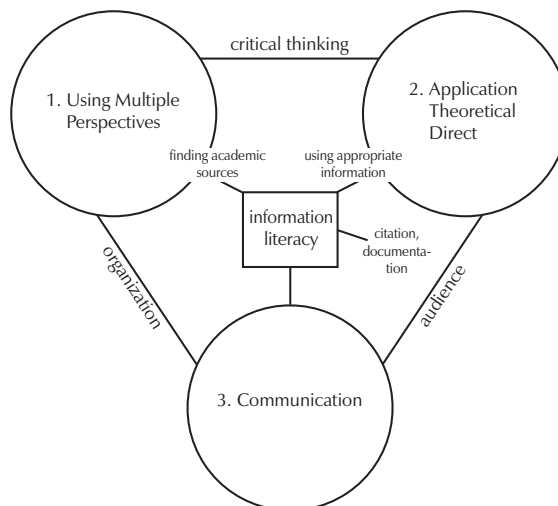 critical thinking
1. Using Multiple
Perspectives
2. Application
Theoretical
Direct
finding academic
sources
using appropriate
information
information
literacy
citation,
documenta-
tion
organization
audience
3. Communication